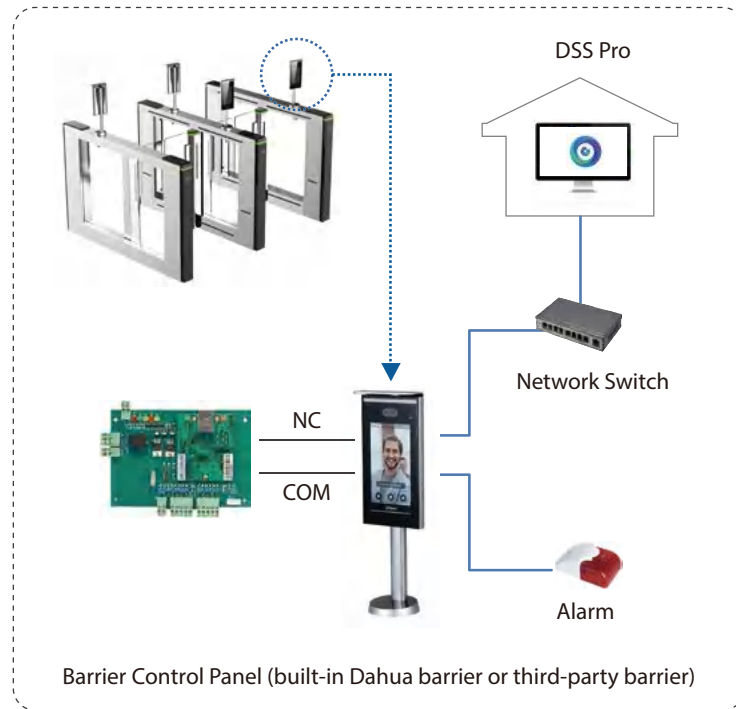 DSS Pro
Network Switch
NC
COM
Alarm
Barrier Control Panel (built-in Dahua barrier or third-party barrier)